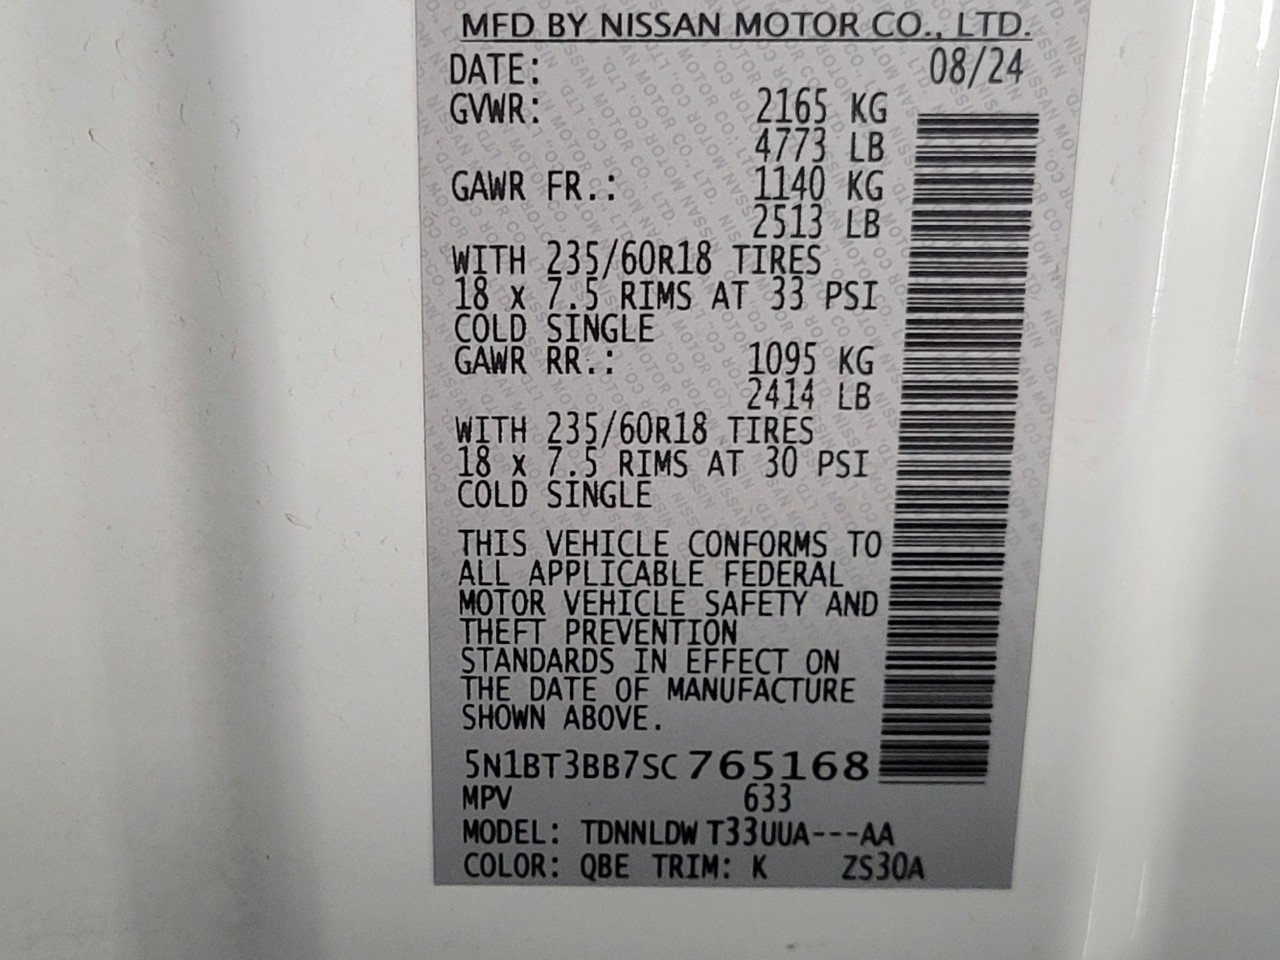 MFD BY NISSAN MOTOR CO., LTD.
DATE: 08/24
GVWR: 2165 KG
4773 LB
GAWR FR.: 1140 KG
2513 LB
WITH 235/60R18 TIRES
18 x 7.5 RIMS AT 33 PSI
COLD SINGLE
GAWR RR.: 1095 KG
2414 LB
WITH 235/60R18 TIRES
18 x 7.5 RIMS AT 30 PSI
COLD SINGLE
THIS VEHICLE CONFORMS TO
ALL APPLICABLE FEDERAL
MOTOR VEHICLE SAFETY AND
THEFT PREVENTION
STANDARDS IN EFFECT ON
THE DATE OF MANUFACTURE
SHOWN ABOVE.
5N1BT3BB7SC765168
MPV 633
MODEL: TDNNLDW T33UUA---AA
COLOR: QBE TRIM: K ZS30A